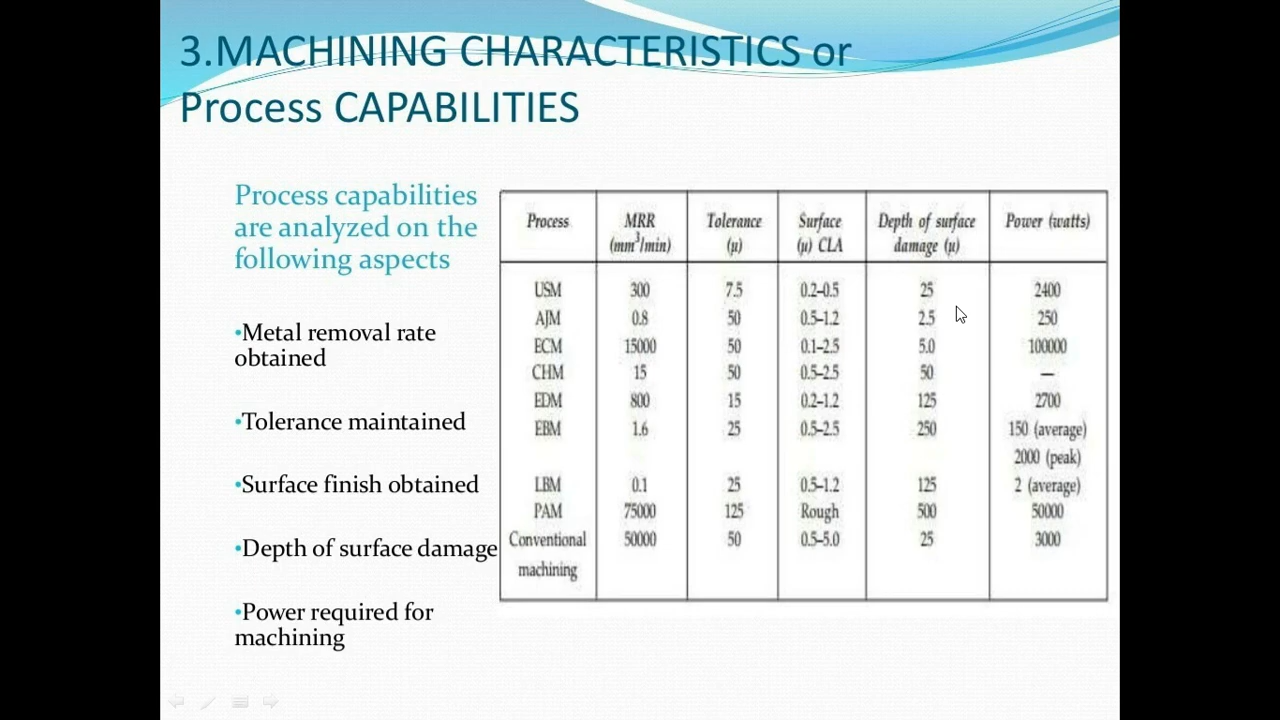 3.MACHINING CHARACTERISTICS or
Process CAPABILITIES
Process capabilities
are analyzed on the
following aspects
•Metal removal rate
obtained
•Tolerance maintained
•Surface finish obtained
•Depth of surface damage
•Power required for
machining
Process MRR Tolerance Surface Depth of surface Power (watts)
(mm³/min) (μ) (μ) CLA damage (μ)
USM 300 7.5 0.2–0.5 25 2400
AJM 0.8 50 0.5–1.2 2.5 250
ECM 15000 50 0.1–2.5 5.0 100000
CHM 15 50 0.5–2.5 50 —
EDM 800 15 0.2–1.2 125 2700
EBM 1.6 25 0.5–2.5 250 150 (average)
2000 (peak)
LBM 0.1 25 0.5–1.2 125 2 (average)
PAM 75000 125 Rough 500 50000
Conventional 50000 50 0.5–5.0 25 3000
machining